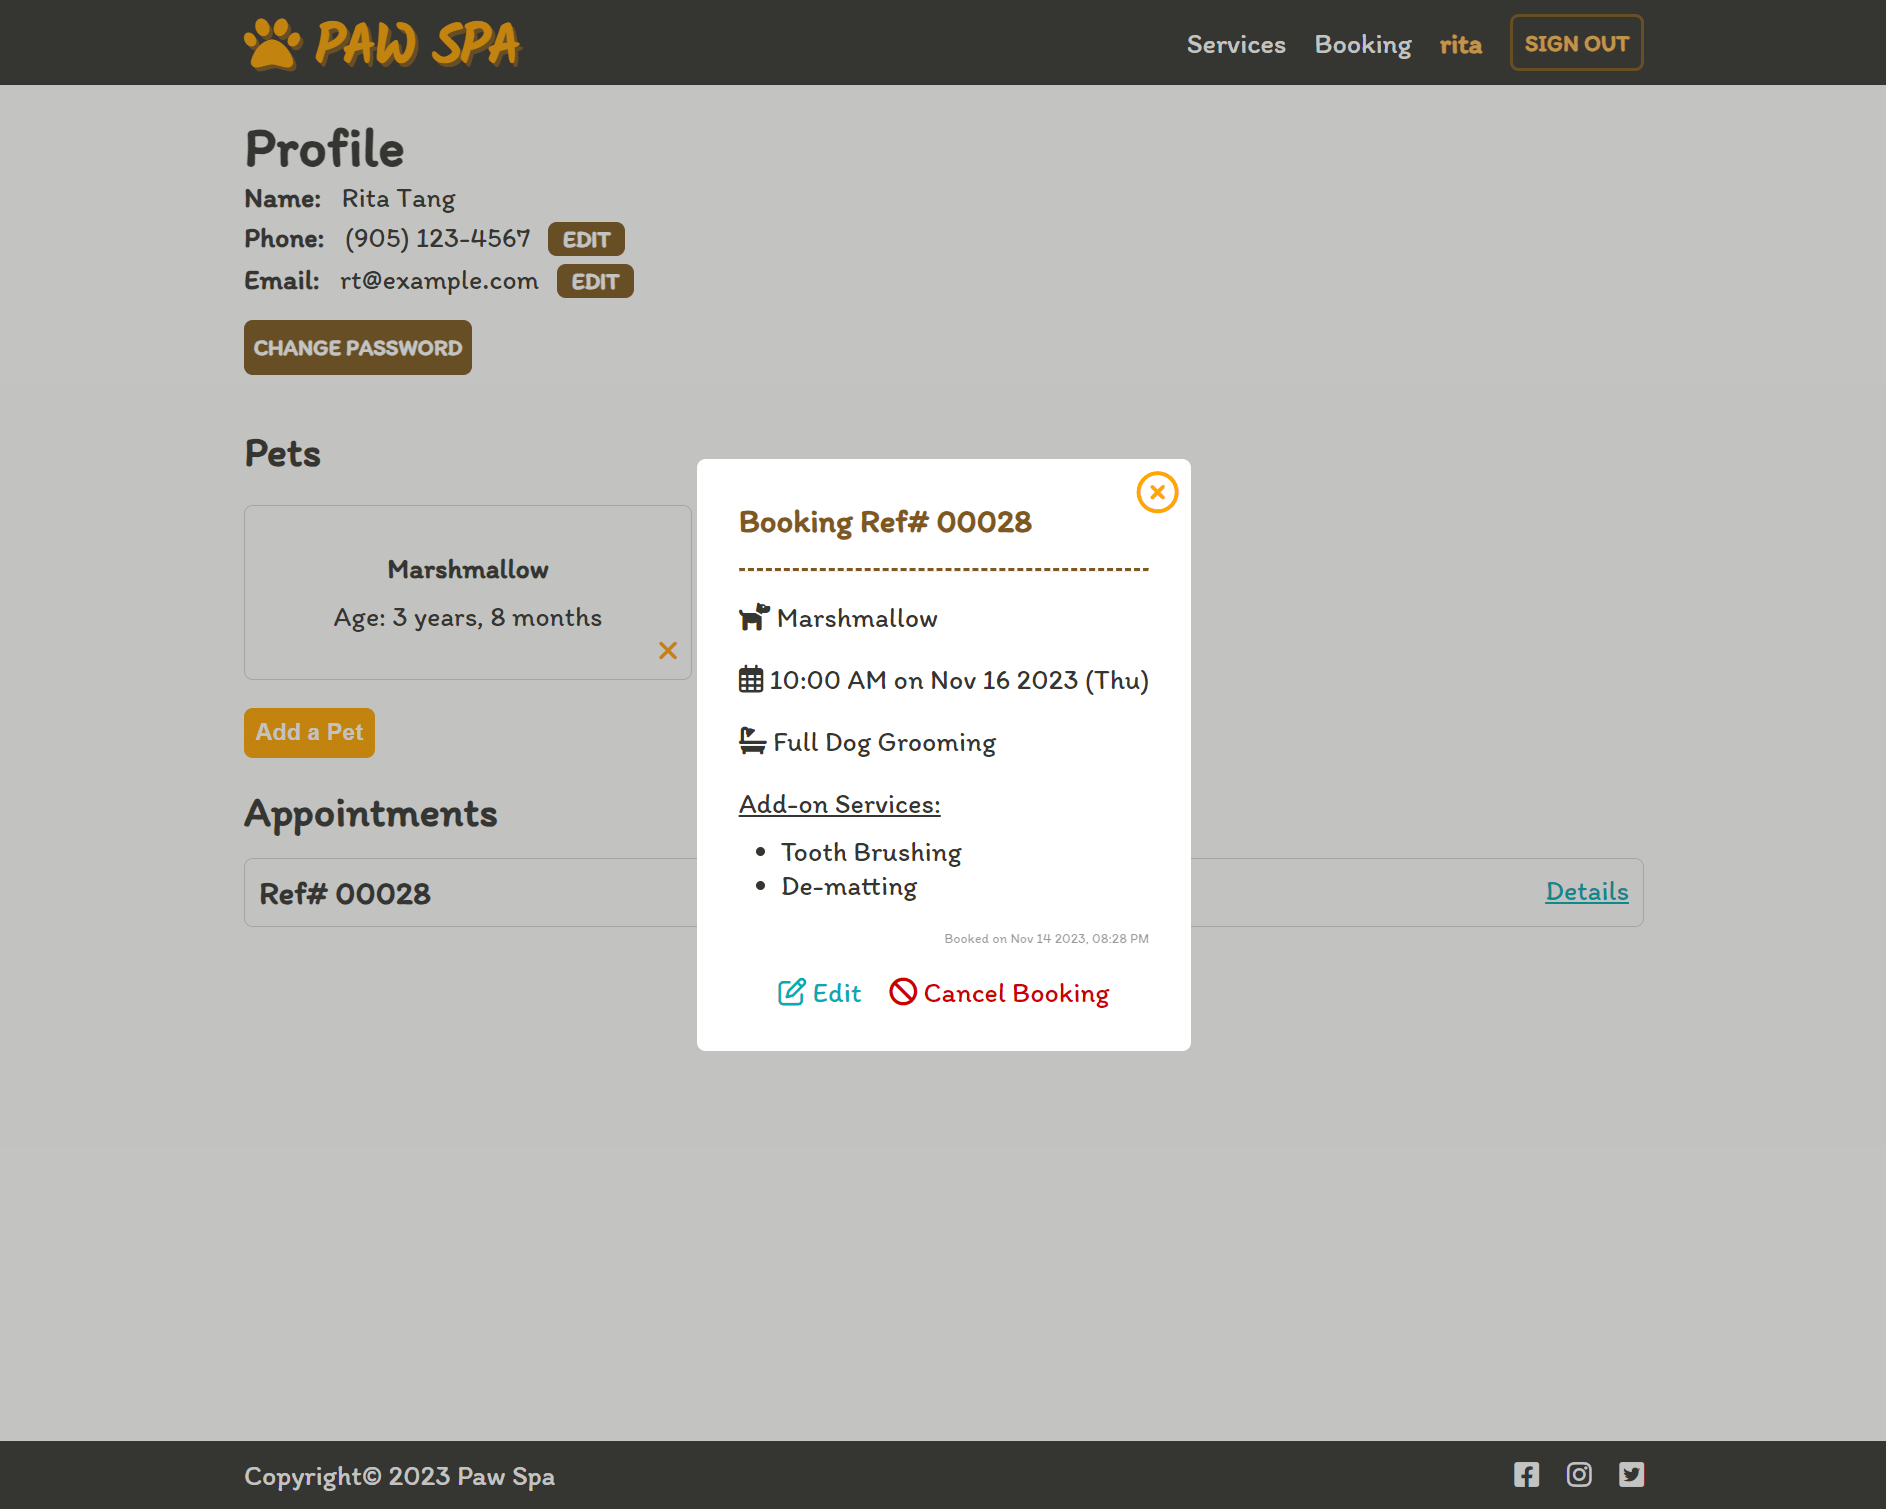 PAW SPA
Services Booking rita SIGN OUT
Profile
Name: Rita Tang
Phone: (905) 123-4567 EDIT
Email: rt@example.com EDIT
CHANGE PASSWORD
Pets
Marshmallow
Age: 3 years, 8 months
Add a Pet
Appointments
Ref# 00028
Details
Booking Ref# 00028
Marshmallow
10:00 AM on Nov 16 2023 (Thu)
Full Dog Grooming
Add-on Services:
• Tooth Brushing
• De-matting
Booked on Nov 14 2023, 08:28 PM
Edit Cancel Booking
Copyright© 2023 Paw Spa